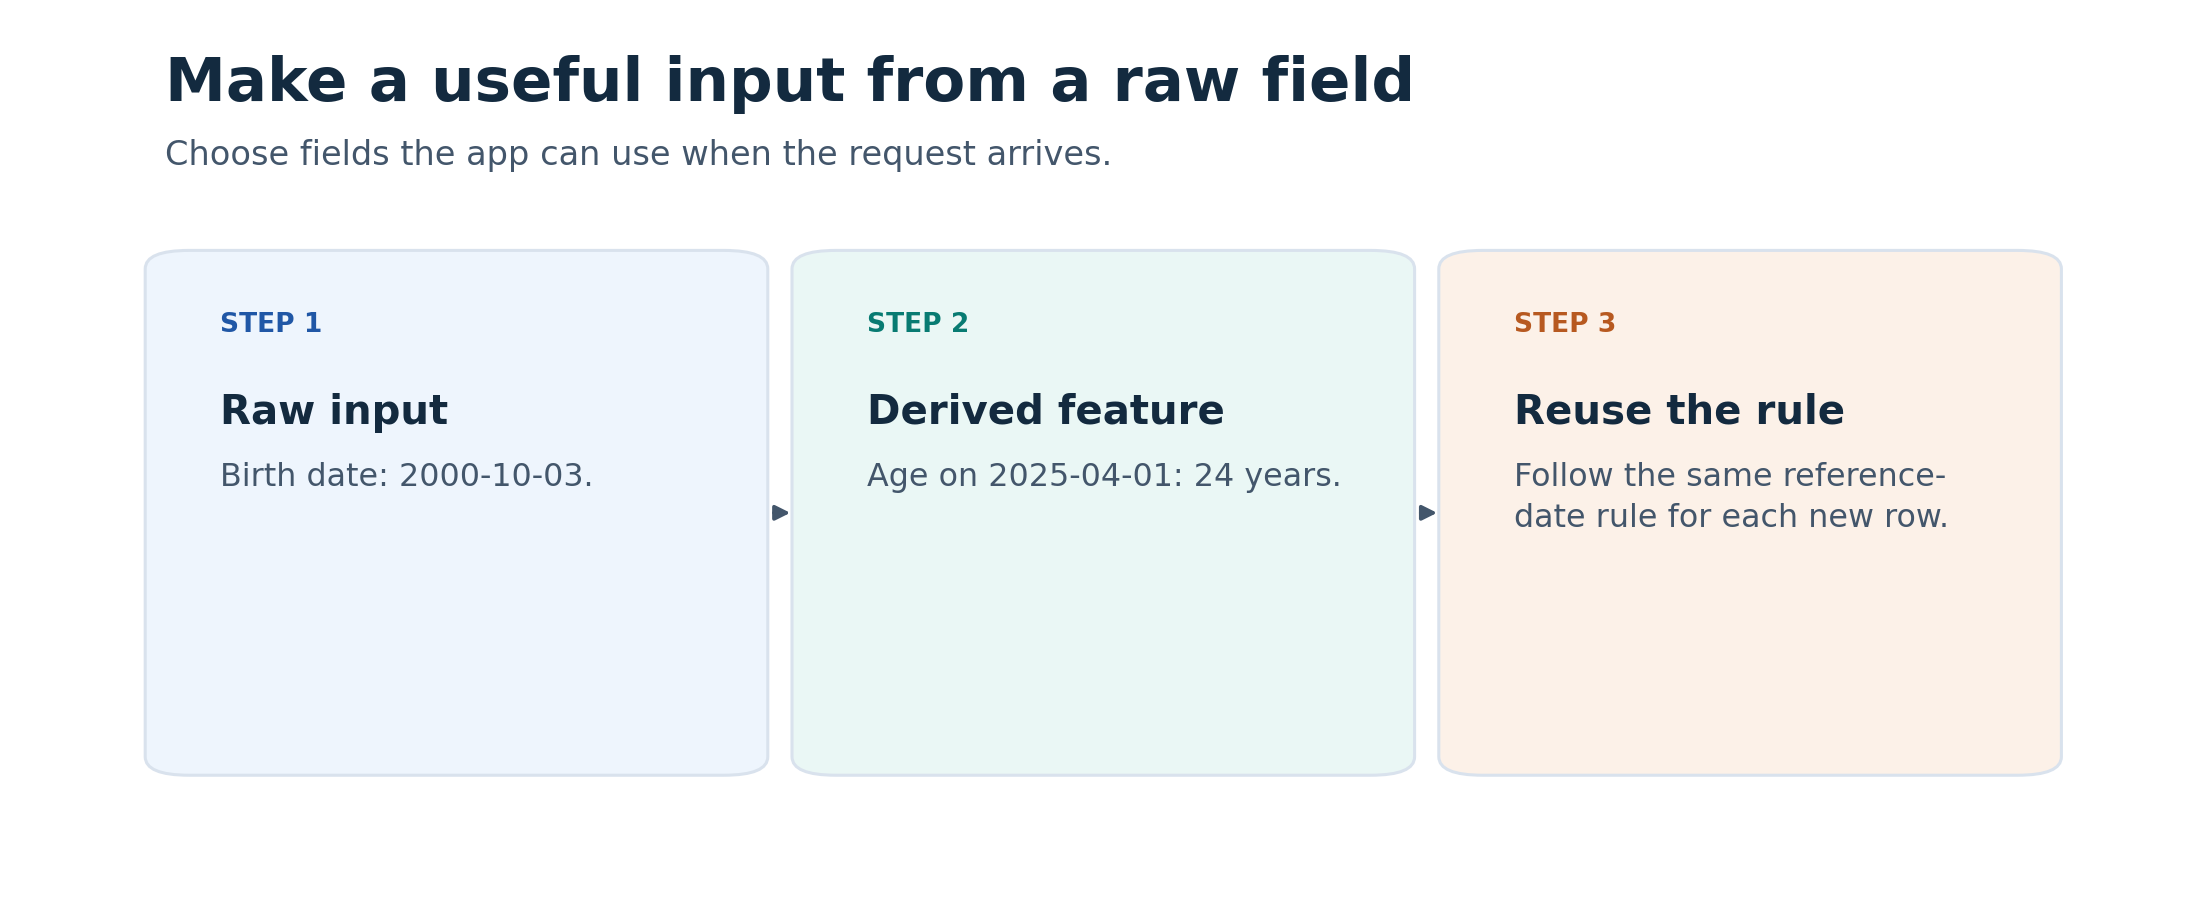 Make a useful input from a raw field
Choose fields the app can use when the request arrives.
STEP 1
Raw input
Birth date: 2000-10-03.
STEP 2
Derived feature
Age on 2025-04-01: 24 years.
STEP 3
Reuse the rule
Follow the same reference-
date rule for each new row.